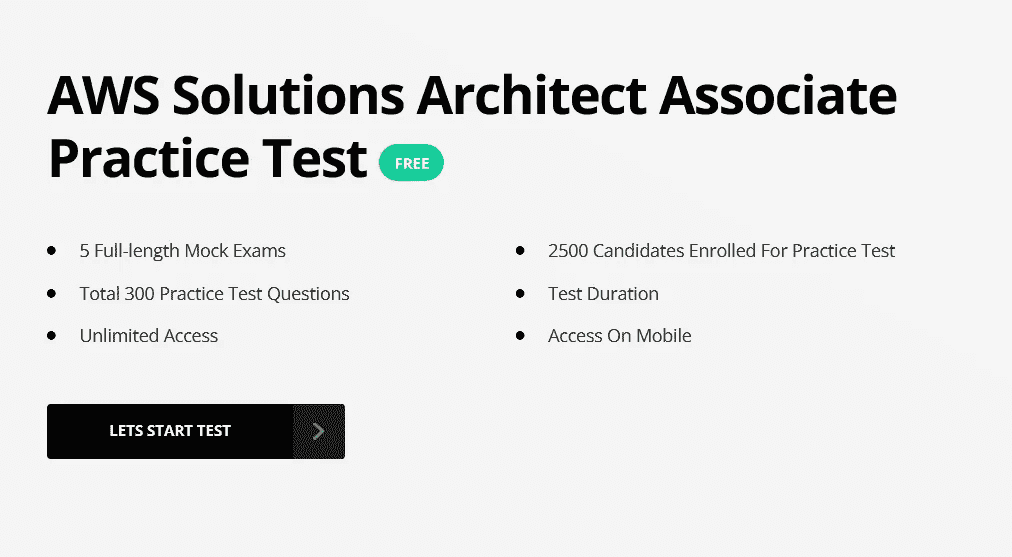 AWS Solutions Architect Associate
Practice Test FREE
5 Full-length Mock Exams
Total 300 Practice Test Questions
Unlimited Access
2500 Candidates Enrolled For Practice Test
Test Duration
Access On Mobile
LETS START TEST